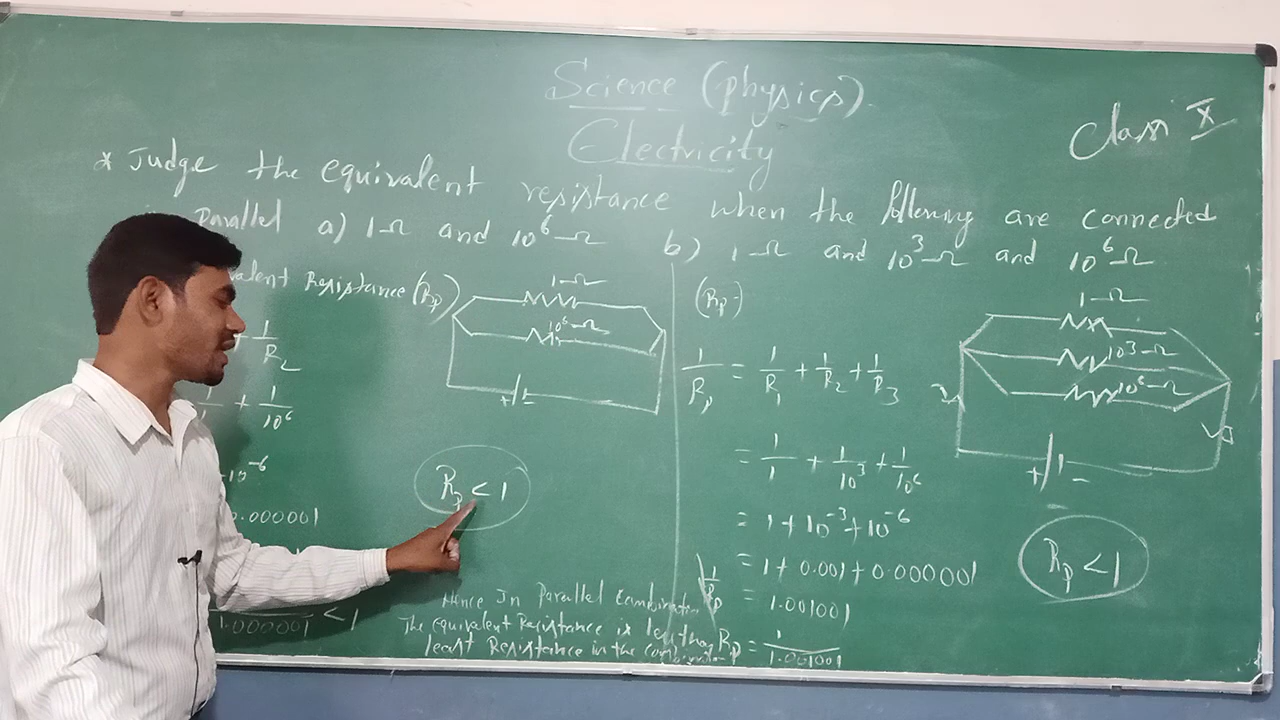 Science (physics)
Electricity
Class X
* Judge the equivalent resistance when the following are connected
Parallel a) 1Ω and 10⁶Ω b) 1Ω and 10³Ω and 10⁶Ω
valent Resistance (Rp)
1Ω
10⁶Ω
+ -
+ 1/R2
1/1 + 1/10⁶
10⁻⁶
0.000001
Rp < 1
/1.000001 < 1
Hence In Parallel Combination
The equivalent Resistance is less than
least Resistance in the
(Rp-)
1Ω
10³Ω
10⁶Ω
+ -
1/Rp = 1/R1 + 1/R2 + 1/R3
= 1/1 + 1/10³ + 1/10⁶
= 1 + 10⁻³ + 10⁻⁶
= 1 + 0.001 + 0.000001
1/Rp = 1.001001
Rp = 1/1.001001
Rp < 1